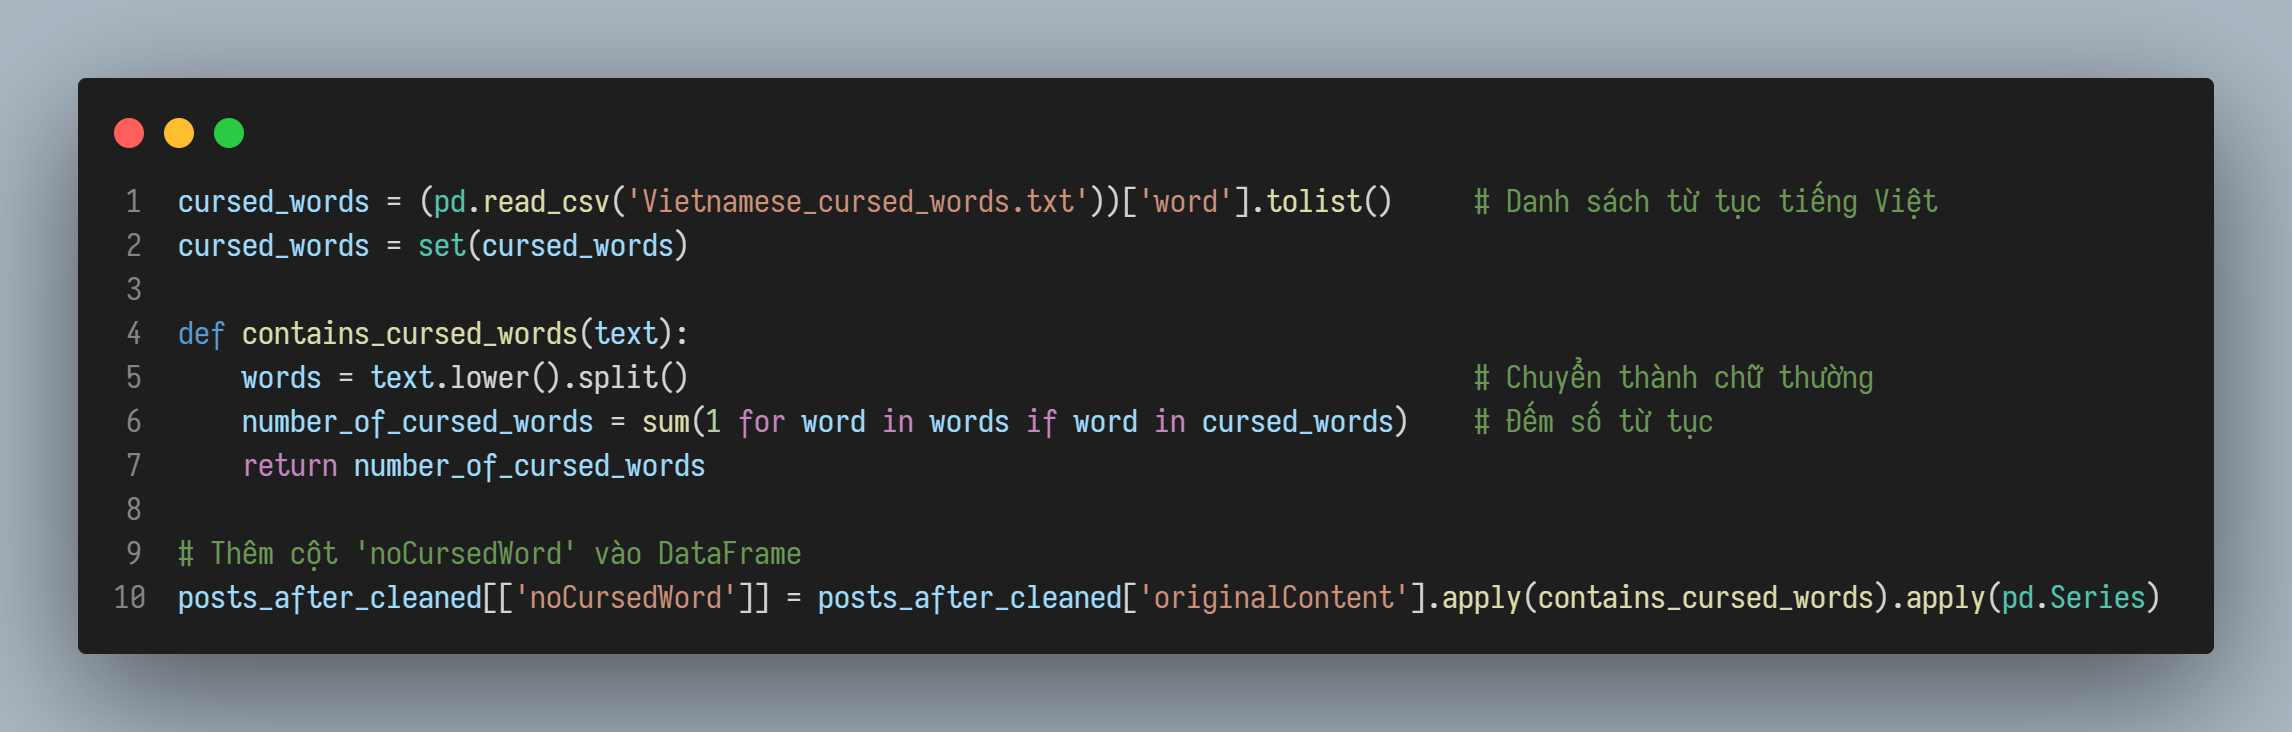 1 cursed_words = (pd.read_csv('Vietnamese_cursed_words.txt'))['word'].tolist()     # Danh sách từ tục tiếng Việt
2 cursed_words = set(cursed_words)
3
4 def contains_cursed_words(text):
5     words = text.lower().split()                                                 # Chuyển thành chữ thường
6     number_of_cursed_words = sum(1 for word in words if word in cursed_words)    # Đếm số từ tục
7     return number_of_cursed_words
8
9 # Thêm cột 'noCursedWord' vào DataFrame
10 posts_after_cleaned[['noCursedWord']] = posts_after_cleaned['originalContent'].apply(contains_cursed_words).apply(pd.Series)